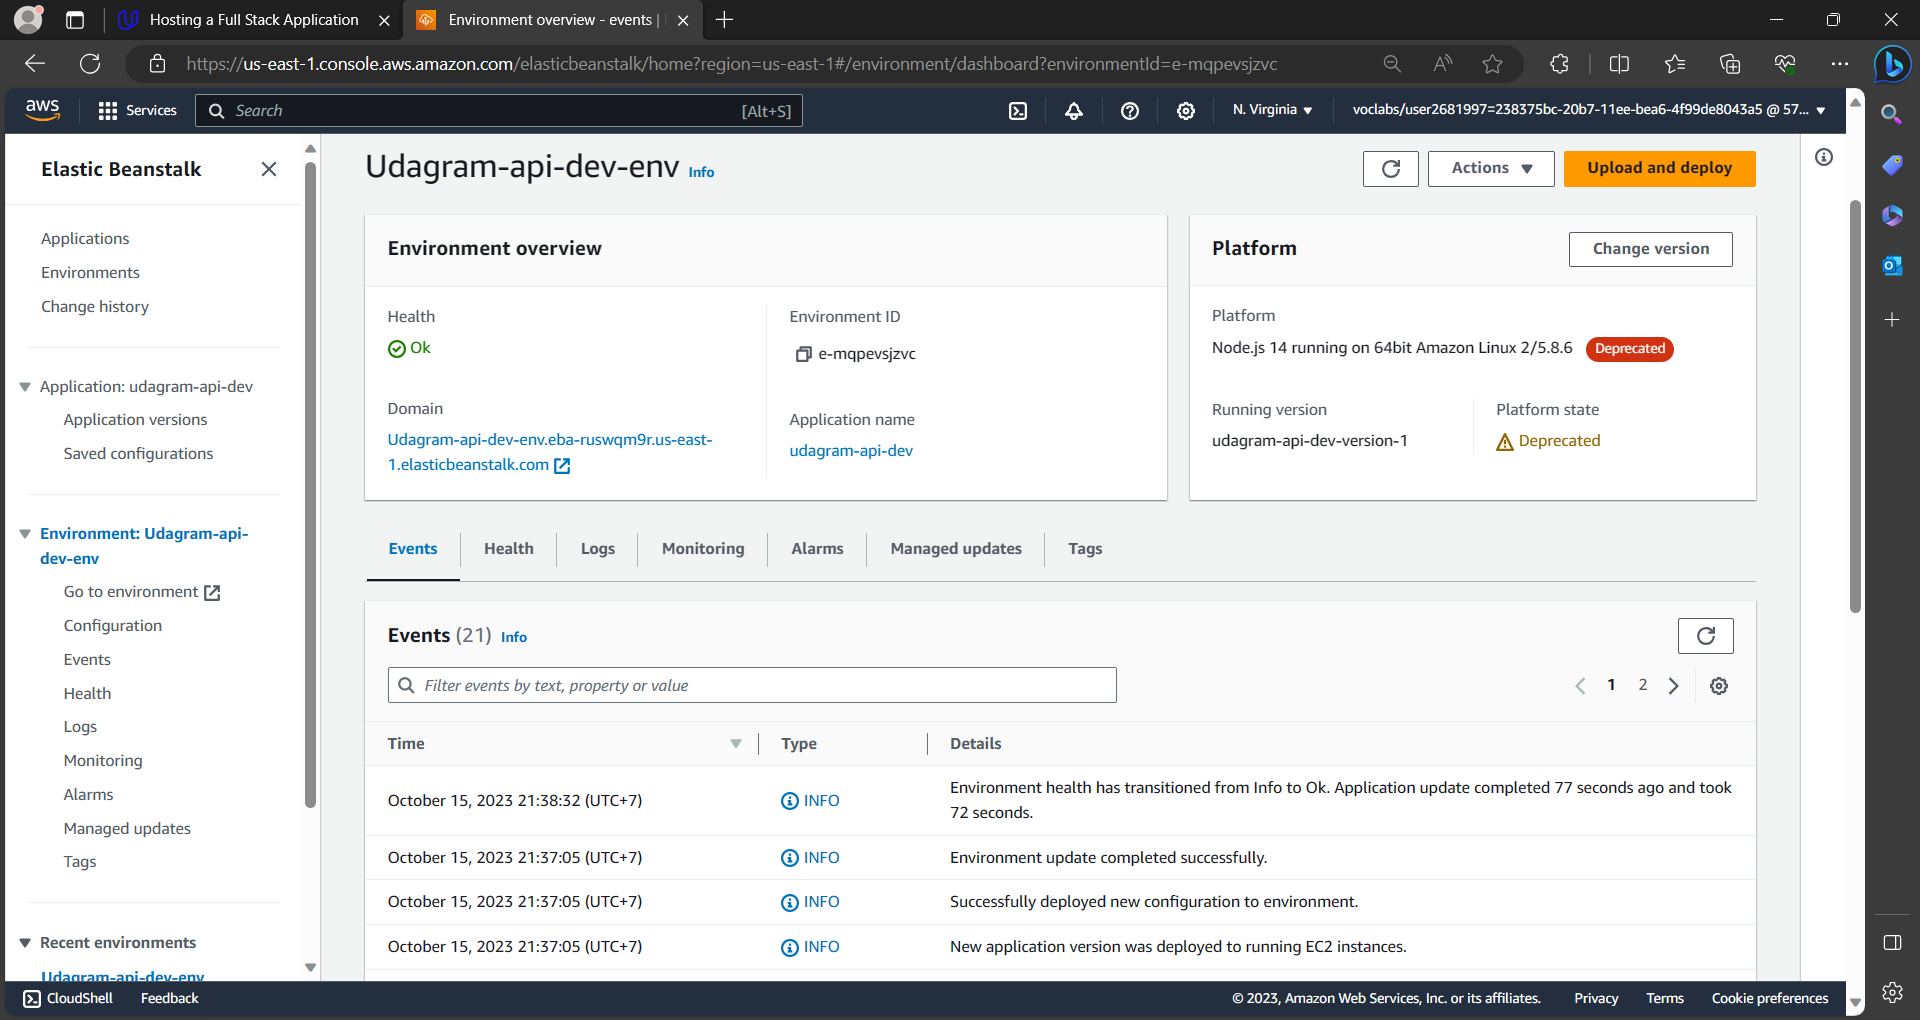 Hosting a Full Stack Application
Environment overview - events |
https://us-east-1.console.aws.amazon.com/elasticbeanstalk/home?region=us-east-1#/environment/dashboard?environmentId=e-mqpevsjzvc
aws
Services
Search
[Alt+S]
N. Virginia
voclabs/user2681997=238375bc-20b7-11ee-bea6-4f99de8043a5 @ 57...
Elastic Beanstalk
Applications
Environments
Change history
Application: udagram-api-dev
Application versions
Saved configurations
Environment: Udagram-api-
dev-env
Go to environment
Configuration
Events
Health
Logs
Monitoring
Alarms
Managed updates
Tags
Recent environments
Udagram-api-dev-env
Udagram-api-dev-env Info
Actions
Upload and deploy
Environment overview
Health
Ok
Domain
Udagram-api-dev-env.eba-ruswqm9r.us-east-
1.elasticbeanstalk.com
Environment ID
e-mqpevsjzvc
Application name
udagram-api-dev
Platform
Change version
Platform
Node.js 14 running on 64bit Amazon Linux 2/5.8.6 Deprecated
Running version
udagram-api-dev-version-1
Platform state
Deprecated
Events
Health
Logs
Monitoring
Alarms
Managed updates
Tags
Events (21) Info
Filter events by text, property or value
1 2
Time Type Details
October 15, 2023 21:38:32 (UTC+7) INFO Environment health has transitioned from Info to Ok. Application update completed 77 seconds ago and took
72 seconds.
October 15, 2023 21:37:05 (UTC+7) INFO Environment update completed successfully.
October 15, 2023 21:37:05 (UTC+7) INFO Successfully deployed new configuration to environment.
October 15, 2023 21:37:05 (UTC+7) INFO New application version was deployed to running EC2 instances.
CloudShell
Feedback
© 2023, Amazon Web Services, Inc. or its affiliates.
Privacy
Terms
Cookie preferences